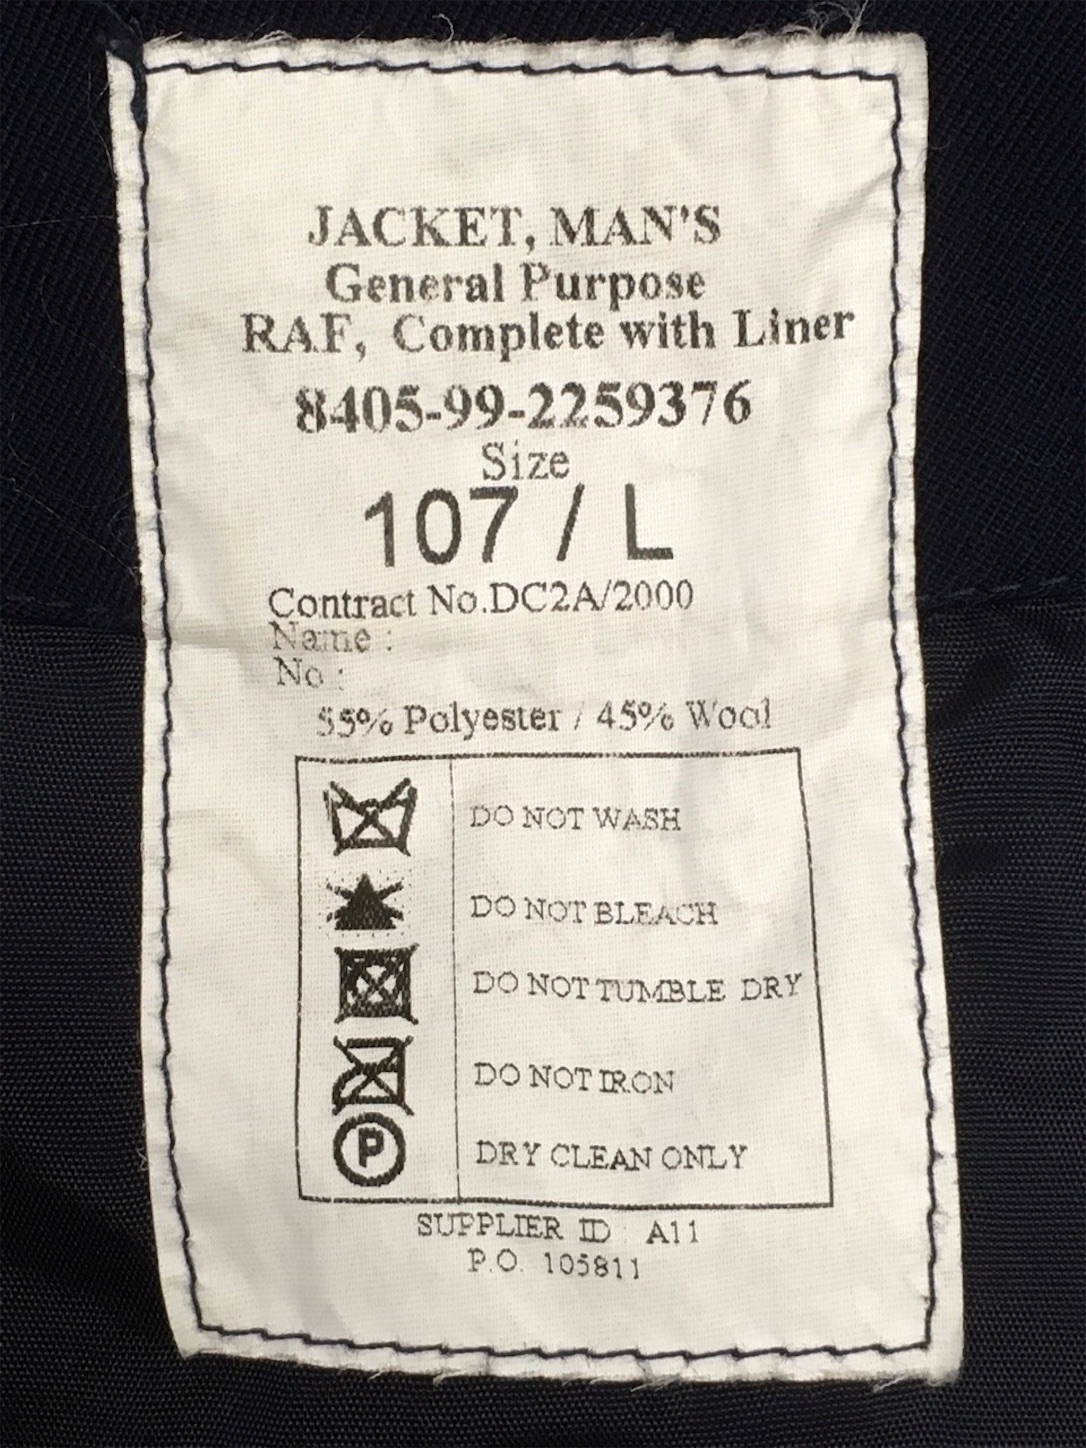 JACKET, MAN'S
General Purpose
RAF, Complete with Liner
8405-99-2259376
Size
107 / L
Contract No.DC2A/2000
Name :
No :
55% Polyester / 45% Wool
DO NOT WASH
DO NOT BLEACH
DO NOT TUMBLE DRY
DO NOT IRON
P DRY CLEAN ONLY
SUPPLIER ID : A11
P.O. 105811